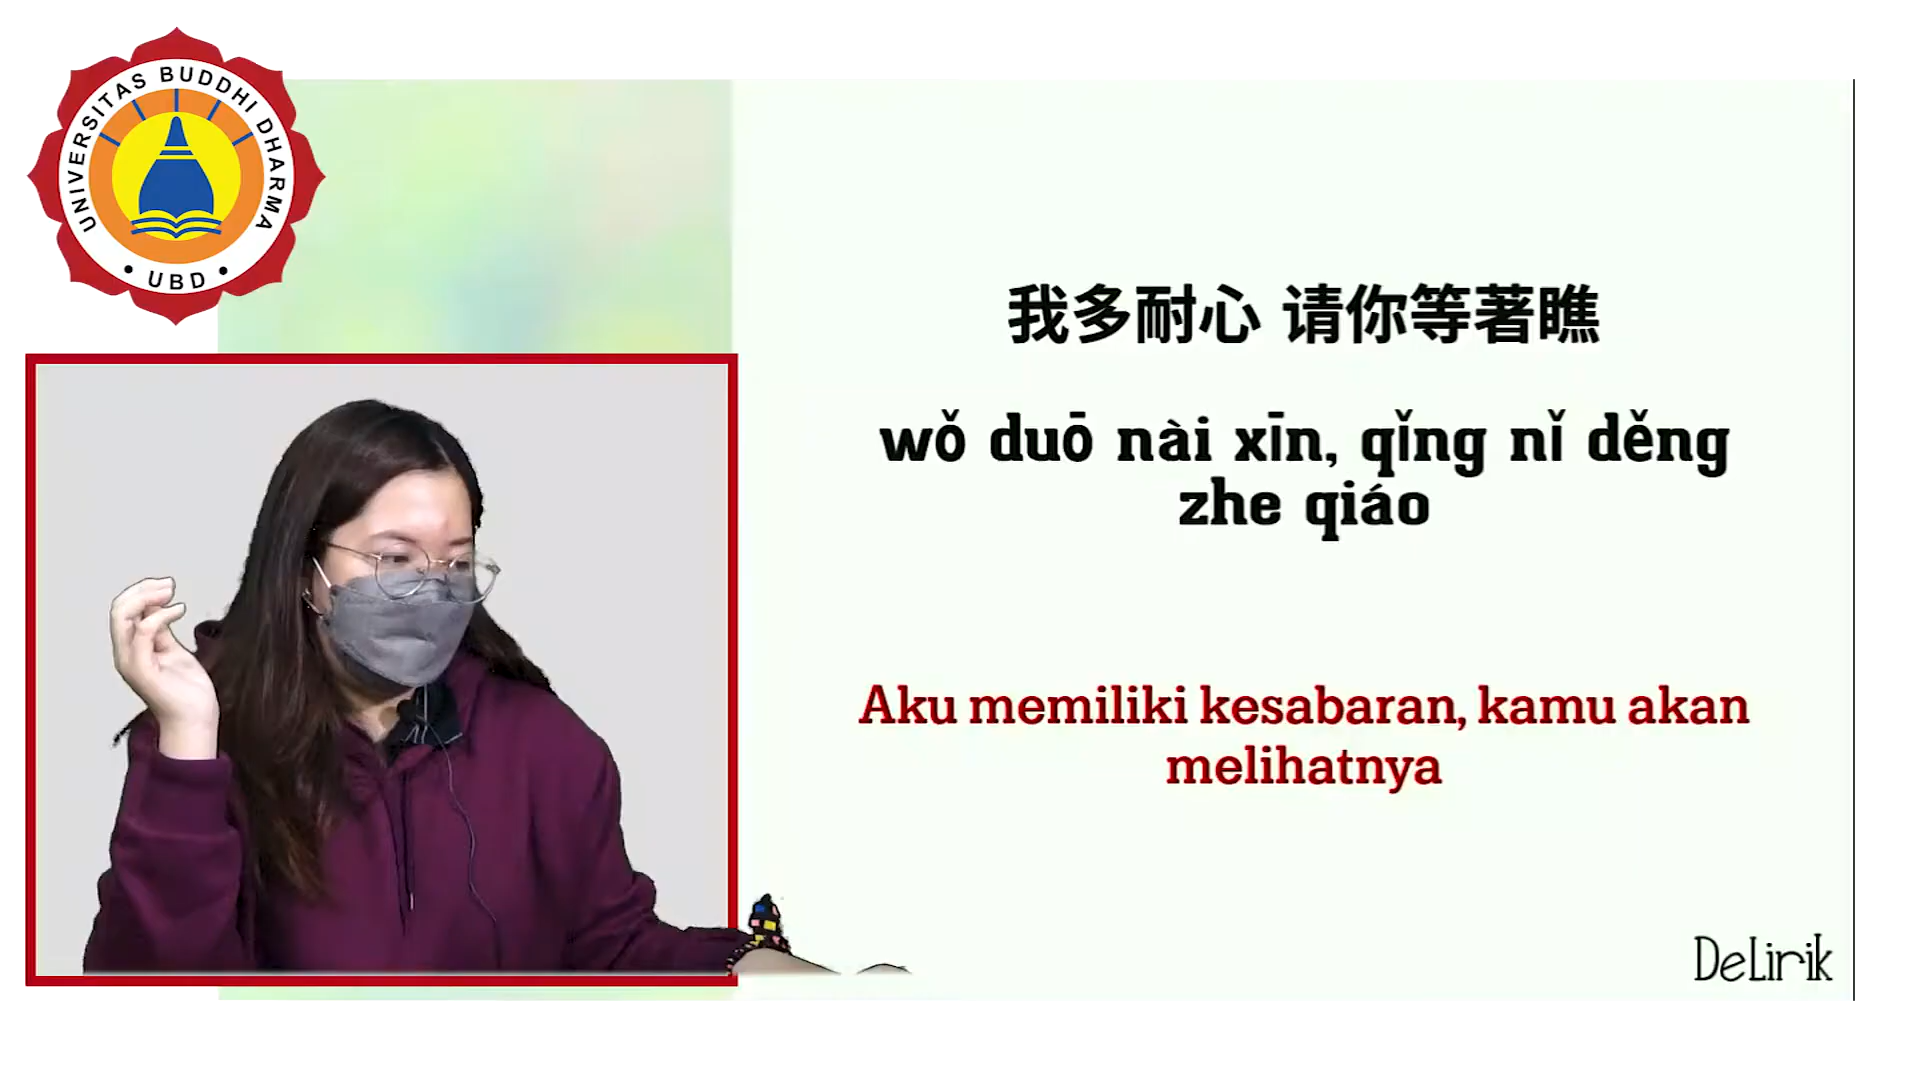 UNIVERSITAS BUDDHI DHARMA
• UBD •
我多耐心 请你等著瞧
wǒ duō nài xīn, qǐng nǐ děng
zhe qiáo
Aku memiliki kesabaran, kamu akan
melihatnya
DeLirik